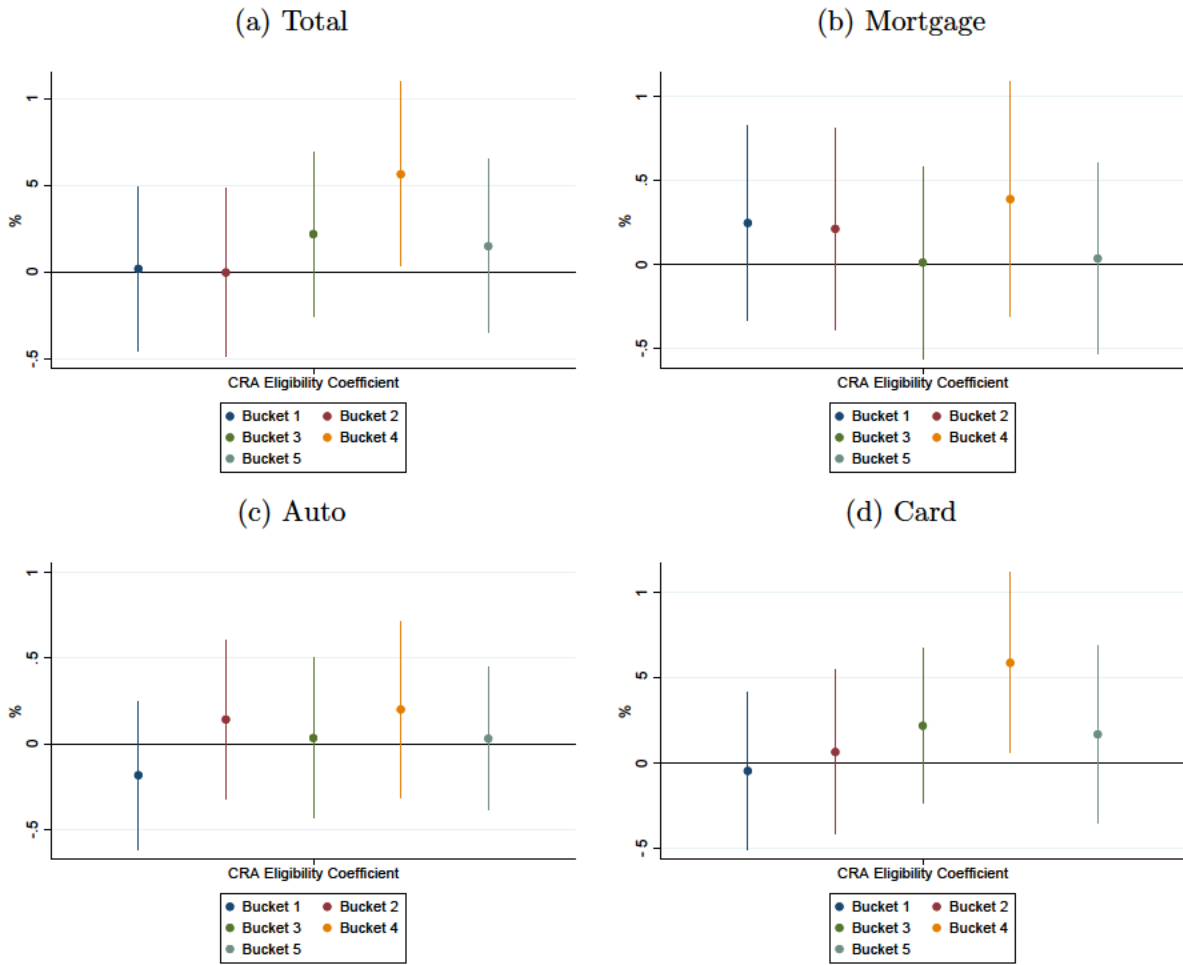 (a) Total
1
.5
0
-.5
%
CRA Eligibility Coefficient
Bucket 1 Bucket 2
Bucket 3 Bucket 4
Bucket 5
(b) Mortgage
1
.5
0
-.5
%
CRA Eligibility Coefficient
Bucket 1 Bucket 2
Bucket 3 Bucket 4
Bucket 5
(c) Auto
1
.5
0
-.5
%
CRA Eligibility Coefficient
Bucket 1 Bucket 2
Bucket 3 Bucket 4
Bucket 5
(d) Card
1
.5
0
-.5
%
CRA Eligibility Coefficient
Bucket 1 Bucket 2
Bucket 3 Bucket 4
Bucket 5